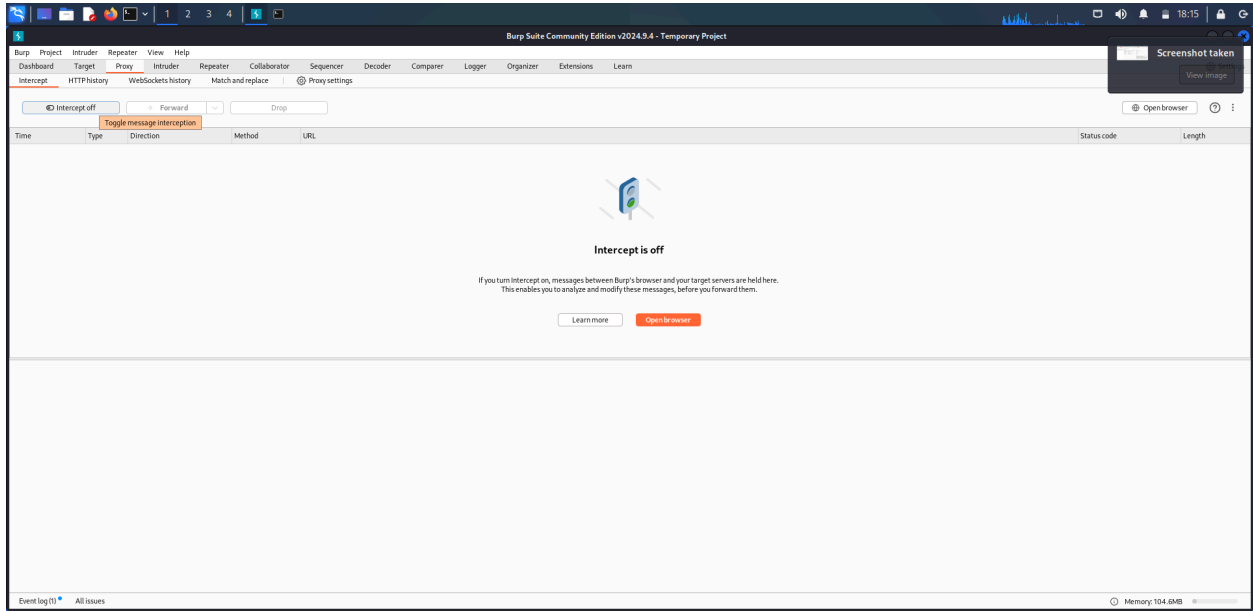 1 2 3 4 18:15
Burp Suite Community Edition v2024.9.4 - Temporary Project
Burp Project Intruder Repeater View Help
Screenshot taken
View image
Dashboard Target Proxy Intruder Repeater Collaborator Sequencer Decoder Comparer Logger Organizer Extensions Learn
Intercept HTTP history WebSockets history Match and replace Proxy settings
Intercept off Forward Drop Open browser
Toggle message interception
Time Type Direction Method URL Status code Length
Intercept is off
If you turn Intercept on, messages between Burp's browser and your target servers are held here.
This enables you to analyze and modify these messages, before you forward them.
Learn more Open browser
Event log (1) All issues Memory: 104.6MB